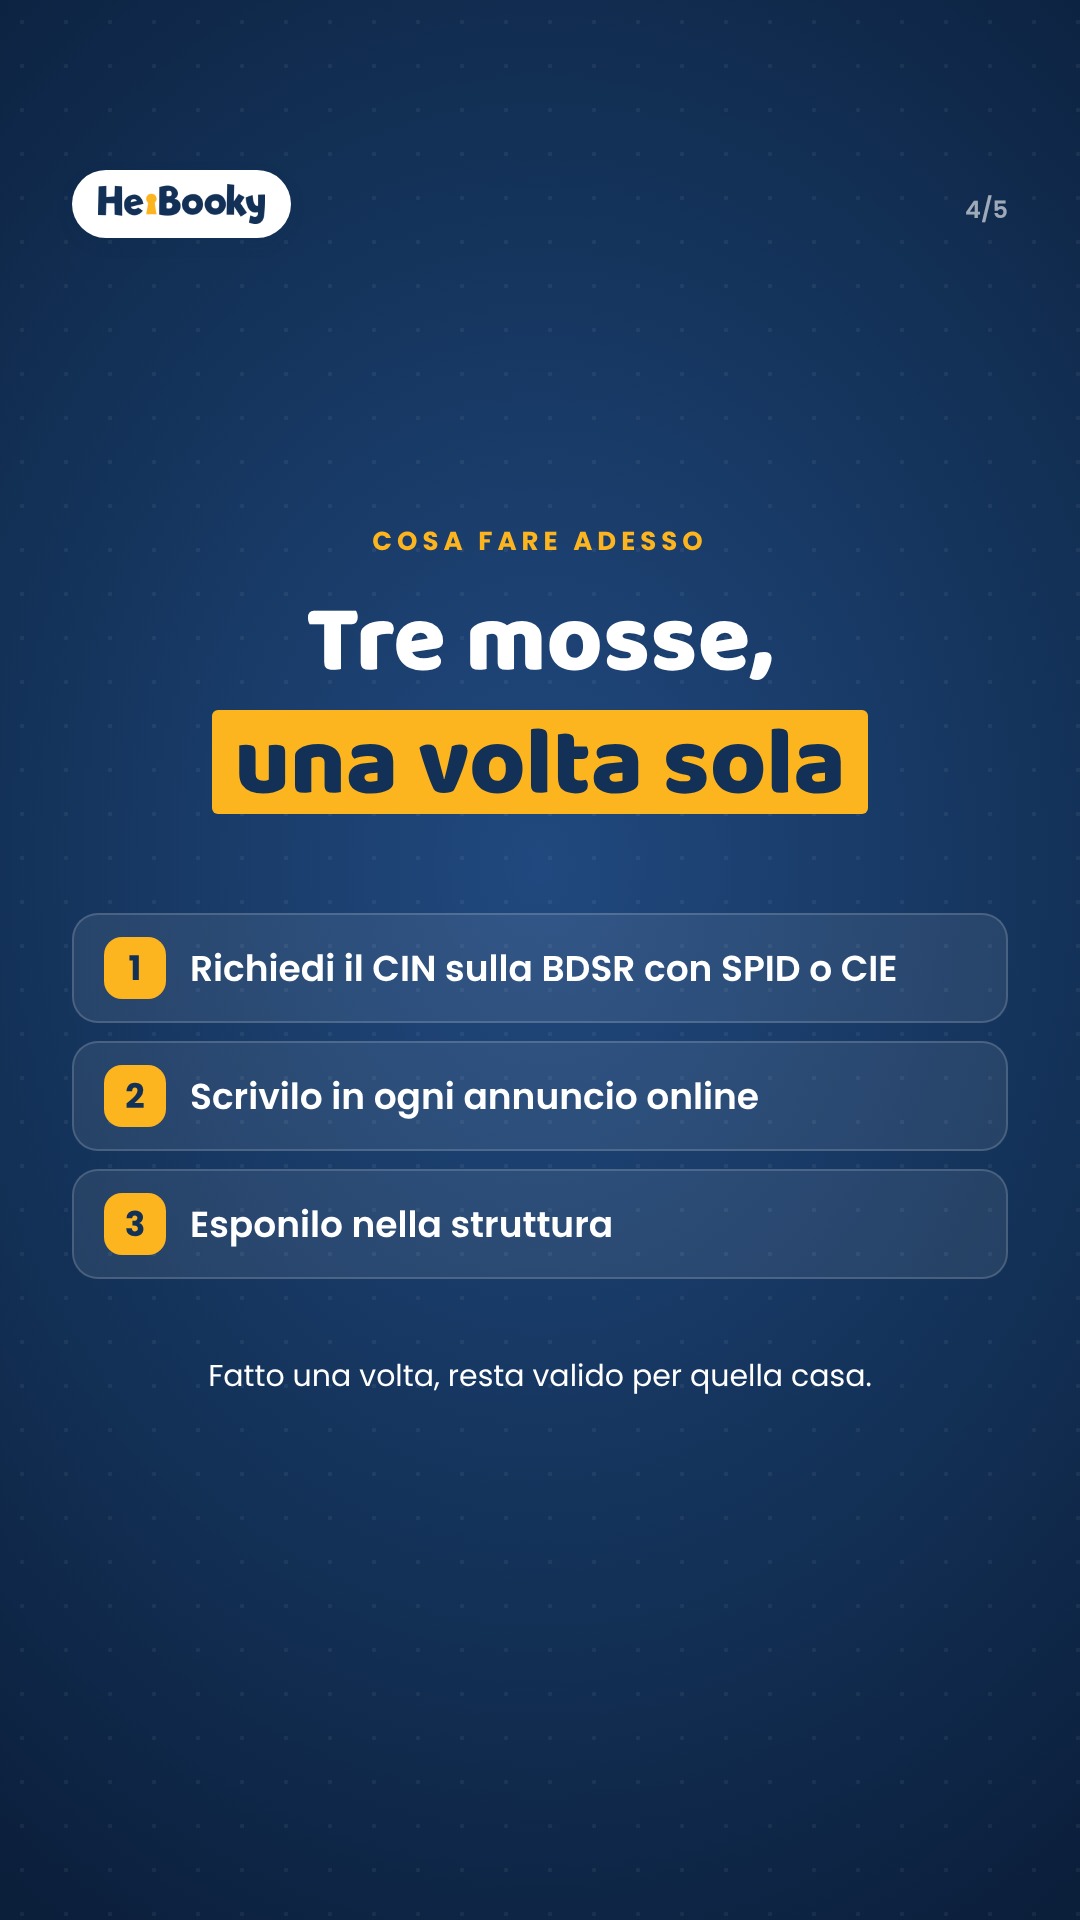 HeiBooky
4/5
COSA FARE ADESSO
Tre mosse,
una volta sola
1 Richiedi il CIN sulla BDSR con SPID o CIE
2 Scrivilo in ogni annuncio online
3 Esponilo nella struttura
Fatto una volta, resta valido per quella casa.